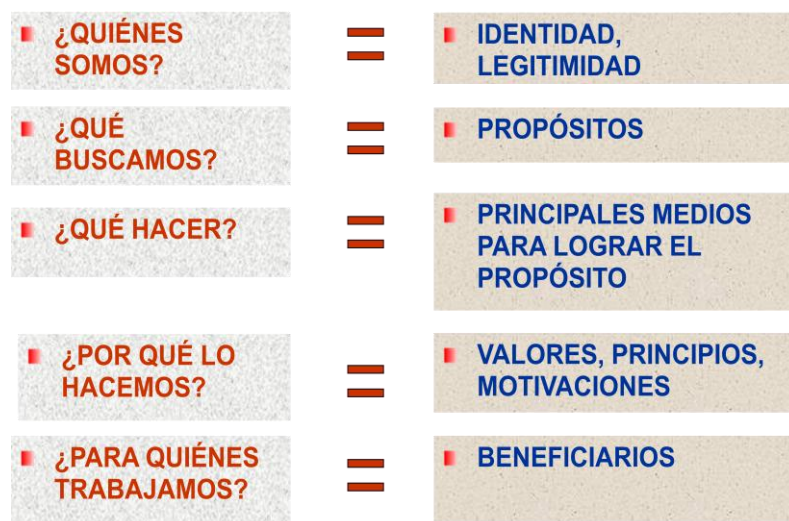 ¿QUIÉNES
SOMOS?
=
IDENTIDAD,
LEGITIMIDAD
¿QUÉ
BUSCAMOS?
=
PROPÓSITOS
¿QUÉ HACER?
=
PRINCIPALES MEDIOS
PARA LOGRAR EL
PROPÓSITO
¿POR QUÉ LO
HACEMOS?
=
VALORES, PRINCIPIOS,
MOTIVACIONES
¿PARA QUIÉNES
TRABAJAMOS?
=
BENEFICIARIOS